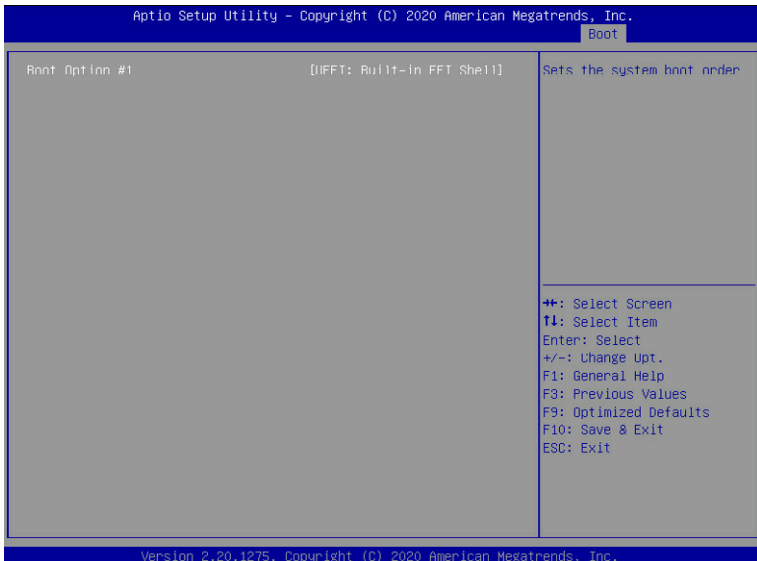 Aptio Setup Utility – Copyright (C) 2020 American Megatrends, Inc.
Boot
Boot Option #1 [UEFI: Built-in EFI Shell]
Sets the system boot order
→←: Select Screen
↑↓: Select Item
Enter: Select
+/-: Change Opt.
F1: General Help
F3: Previous Values
F9: Optimized Defaults
F10: Save & Exit
ESC: Exit
Version 2.20.1275. Copyright (C) 2020 American Megatrends, Inc.